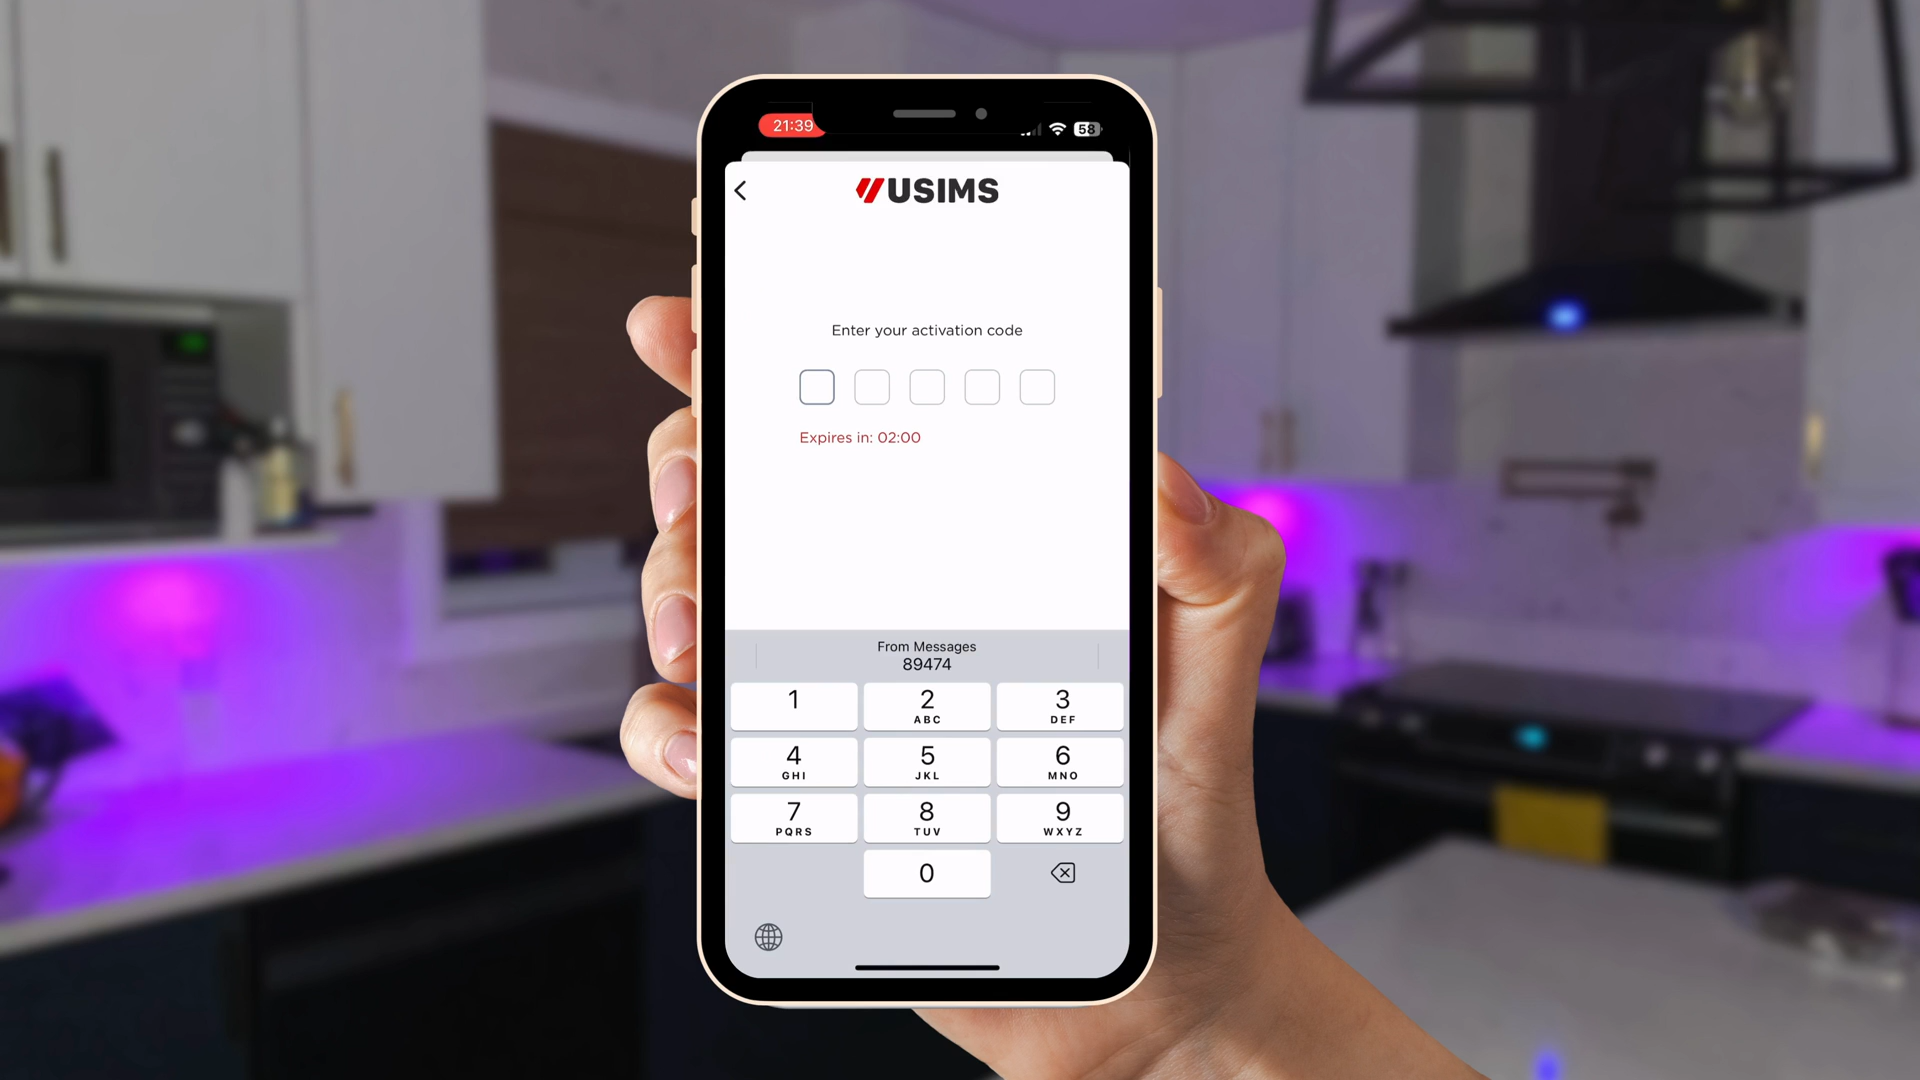 21:39
58
USIMS
Enter your activation code
Expires in: 02:00
From Messages
89474
1
2
ABC
3
DEF
4
GHI
5
JKL
6
MNO
7
PQRS
8
TUV
9
WXYZ
0